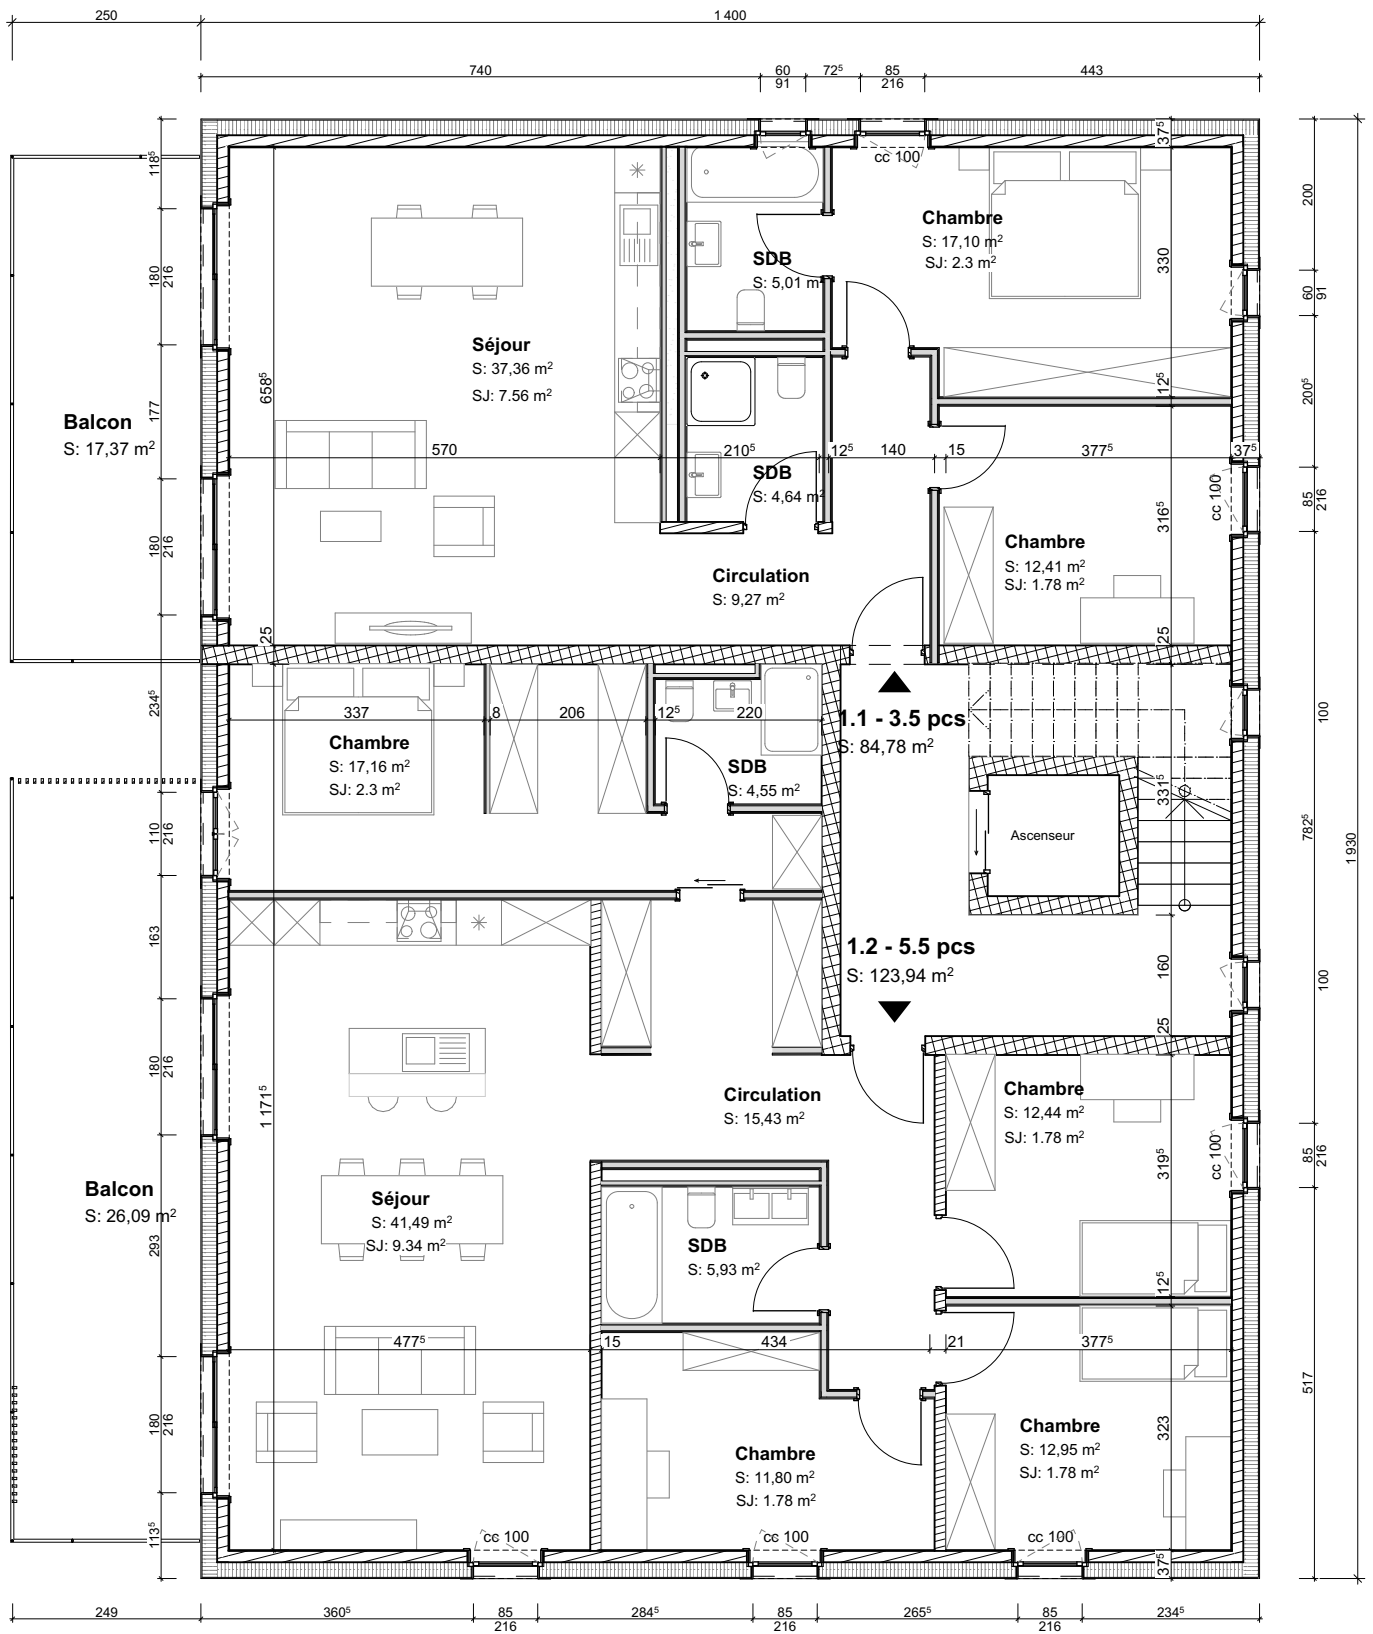 250
1 400
740
60
91
72⁵
85
216
443
118⁵
180
216
177
180
216
234⁵
110
216
163
180
216
293
180
216
113⁵
Balcon
S: 17,37 m²
Balcon
S: 26,09 m²
Séjour
S: 37,36 m²
SJ: 7.56 m²
658⁵
25
570
210⁵
12⁵
140
15
377⁵
37⁵
SDB
S: 5,01 m²
SDB
S: 4,64 m²
cc 100
Chambre
S: 17,10 m²
SJ: 2.3 m²
37⁵
330
12⁵
316⁵
25
Chambre
S: 12,41 m²
SJ: 1.78 m²
cc 100
Circulation
S: 9,27 m²
337
8
206
12⁵
220
Chambre
S: 17,16 m²
SJ: 2.3 m²
SDB
S: 4,55 m²
1.1 - 3.5 pcs
S: 84,78 m²
Ascenseur
331⁵
160
25
1.2 - 5.5 pcs
S: 123,94 m²
1 171⁵
Circulation
S: 15,43 m²
Chambre
S: 12,44 m²
SJ: 1.78 m²
cc 100
319⁵
12⁵
Séjour
S: 41,49 m²
SJ: 9.34 m²
SDB
S: 5,93 m²
477⁵
15
434
21
377⁵
323
37⁵
Chambre
S: 11,80 m²
SJ: 1.78 m²
Chambre
S: 12,95 m²
SJ: 1.78 m²
cc 100
cc 100
cc 100
200
60
91
200⁵
85
216
100
782⁵
100
85
216
517
1 930
249
360⁵
85
216
284⁵
85
216
265⁵
85
216
234⁵